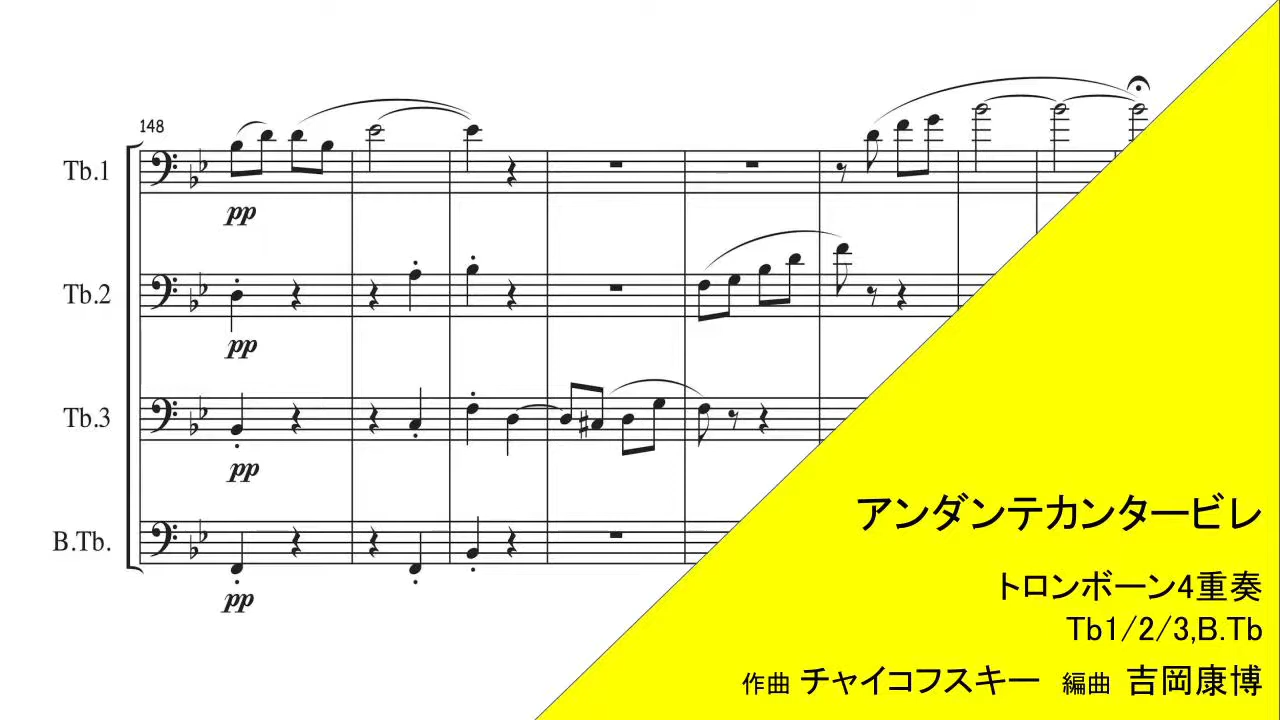 148
Tb.1
pp
Tb.2
pp
Tb.3
pp
B.Tb.
pp
アンダンテカンタービレ
トロンボーン4重奏
Tb1/2/3,B.Tb
作曲 チャイコフスキー 編曲 吉岡康博